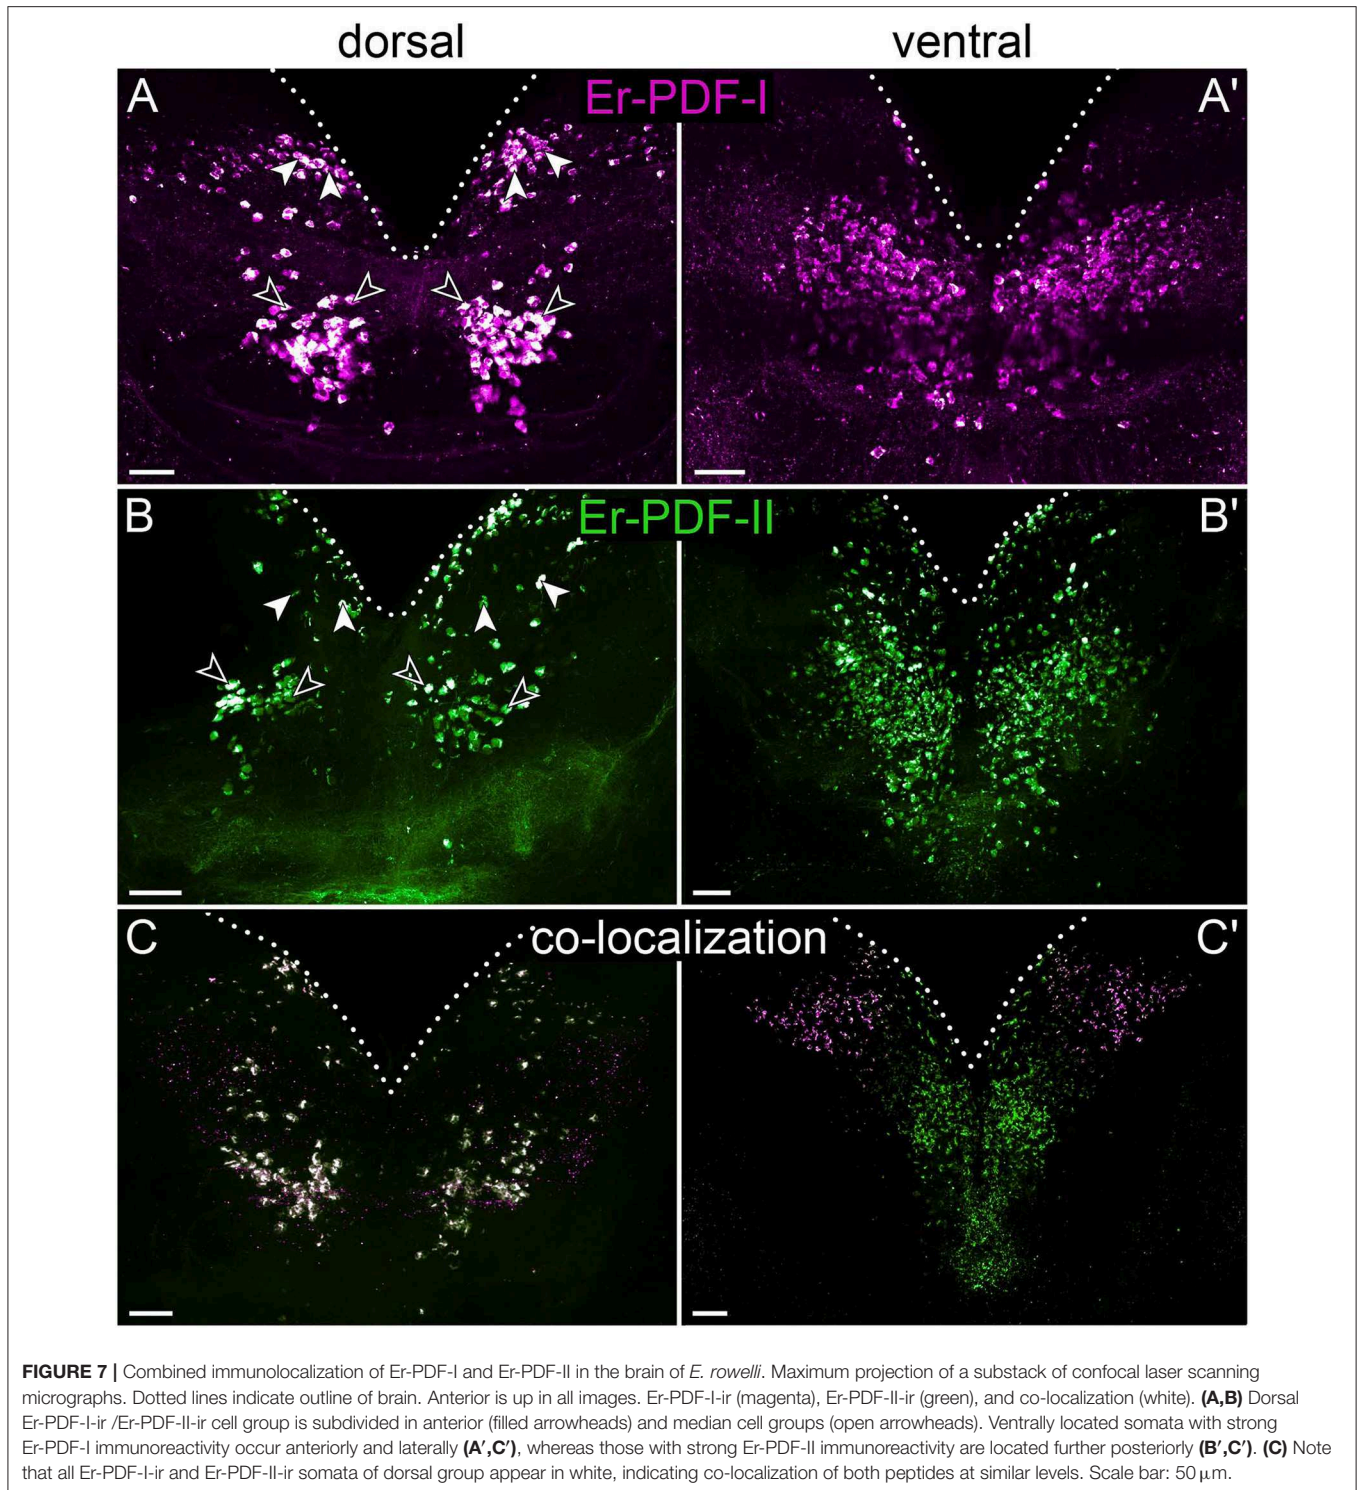 dorsal ventral
A Er-PDF-I A'
B Er-PDF-II B'
C co-localization C'
FIGURE 7 | Combined immunolocalization of Er-PDF-I and Er-PDF-II in the brain of E. rowelli. Maximum projection of a substack of confocal laser scanning
micrographs. Dotted lines indicate outline of brain. Anterior is up in all images. Er-PDF-I-ir (magenta), Er-PDF-II-ir (green), and co-localization (white). (A,B) Dorsal
Er-PDF-I-ir /Er-PDF-II-ir cell group is subdivided in anterior (filled arrowheads) and median cell groups (open arrowheads). Ventrally located somata with strong
Er-PDF-I immunoreactivity occur anteriorly and laterally (A′,C′), whereas those with strong Er-PDF-II immunoreactivity are located further posteriorly (B′,C′). (C) Note
that all Er-PDF-I-ir and Er-PDF-II-ir somata of dorsal group appear in white, indicating co-localization of both peptides at similar levels. Scale bar: 50 μm.